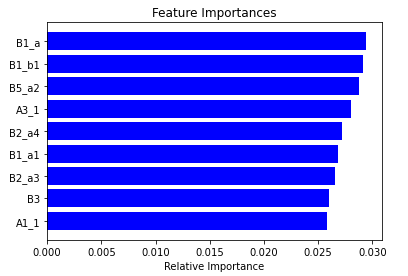 Feature Importances
B1_a
B1_b1
B5_a2
A3_1
B2_a4
B1_a1
B2_a3
B3
A1_1
0.000 0.005 0.010 0.015 0.020 0.025 0.030
Relative Importance